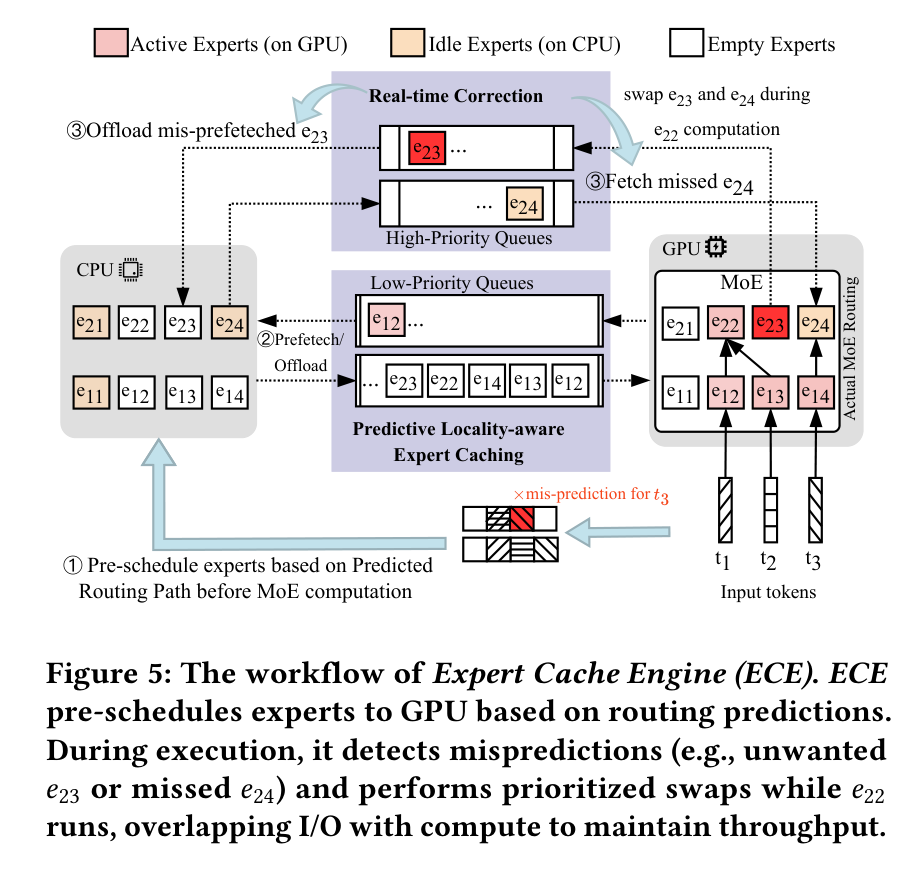 Active Experts (on GPU)
Idle Experts (on CPU)
Empty Experts
Real-time Correction
swap e23 and e24 during
e22 computation
③Offload mis-prefeteched e23
e23 ...
③Fetch missed e24
... e24
High-Priority Queues
CPU
GPU
Low-Priority Queues
MoE
e21 e22 e23 e24
e12 ...
e21 e22 e23 e24
②Prefetech/
Offload
... e23 e22 e14 e13 e12
e11 e12 e13 e14
e11 e12 e13 e14
Actual MoE Routing
Predictive Locality-aware
Expert Caching
×mis-prediction for t3
① Pre-schedule experts based on Predicted
Routing Path before MoE computation
t1 t2 t3
Input tokens
Figure 5: The workflow of Expert Cache Engine (ECE). ECE
pre-schedules experts to GPU based on routing predictions.
During execution, it detects mispredictions (e.g., unwanted
e23 or missed e24) and performs prioritized swaps while e22
runs, overlapping I/O with compute to maintain throughput.